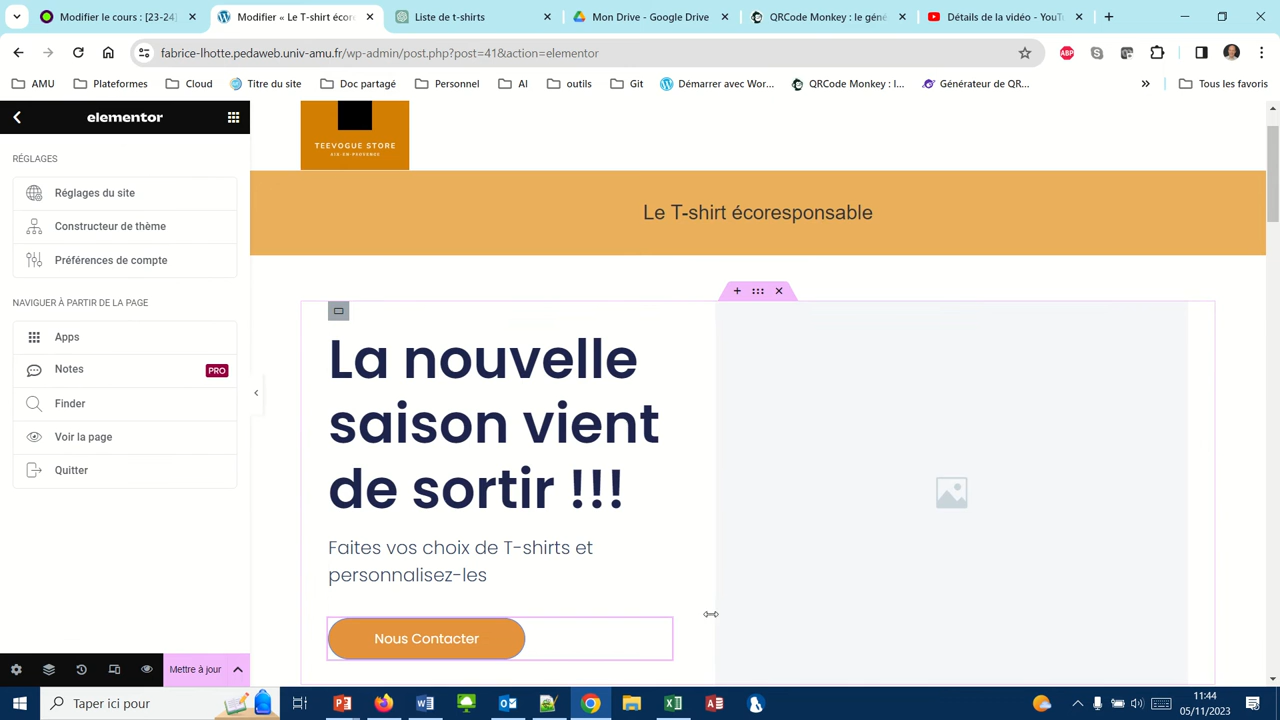 Modifier le cours : [23-24]
Modifier « Le T-shirt écor
Liste de t-shirts
Mon Drive - Google Drive
QRCode Monkey : le géné
Détails de la vidéo - YouT
fabrice-lhotte.pedaweb.univ-amu.fr/wp-admin/post.php?post=41&action=elementor
AMU
Plateformes
Cloud
Titre du site
Doc partagé
Personnel
AI
outils
Git
Démarrer avec Wor...
QRCode Monkey : l...
Générateur de QR...
Tous les favoris
elementor
RÉGLAGES
Réglages du site
Constructeur de thème
Préférences de compte
NAVIGUER À PARTIR DE LA PAGE
Apps
Notes
PRO
Finder
Voir la page
Quitter
Mettre à jour
TEEVOGUE STORE
AIX-EN PROVENCE
Le T-shirt écoresponsable
La nouvelle
saison vient
de sortir !!!
Faites vos choix de T-shirts et
personnalisez-les
Nous Contacter
Taper ici pour
11:44
05/11/2023